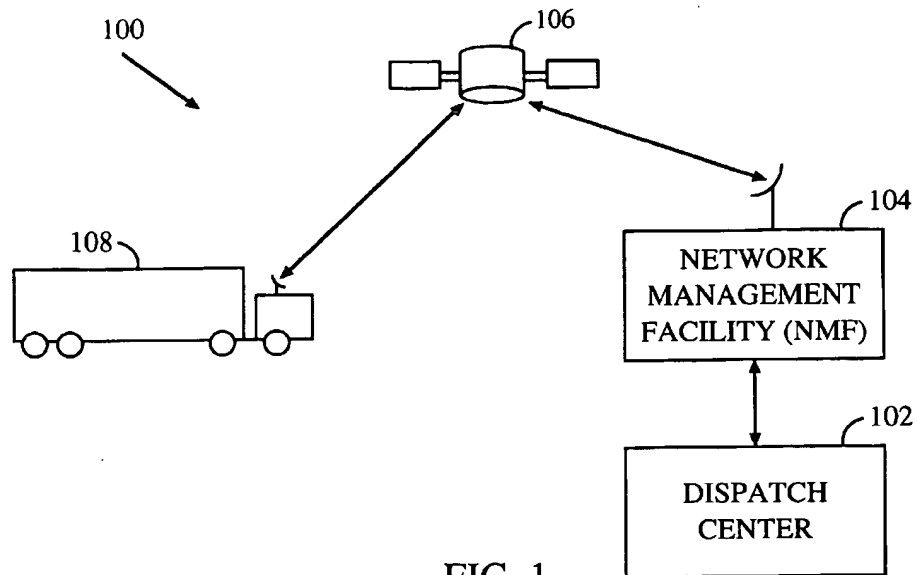 100
106
108
104
NETWORK
MANAGEMENT
FACILITY (NMF)
102
DISPATCH
CENTER
FIG. 1